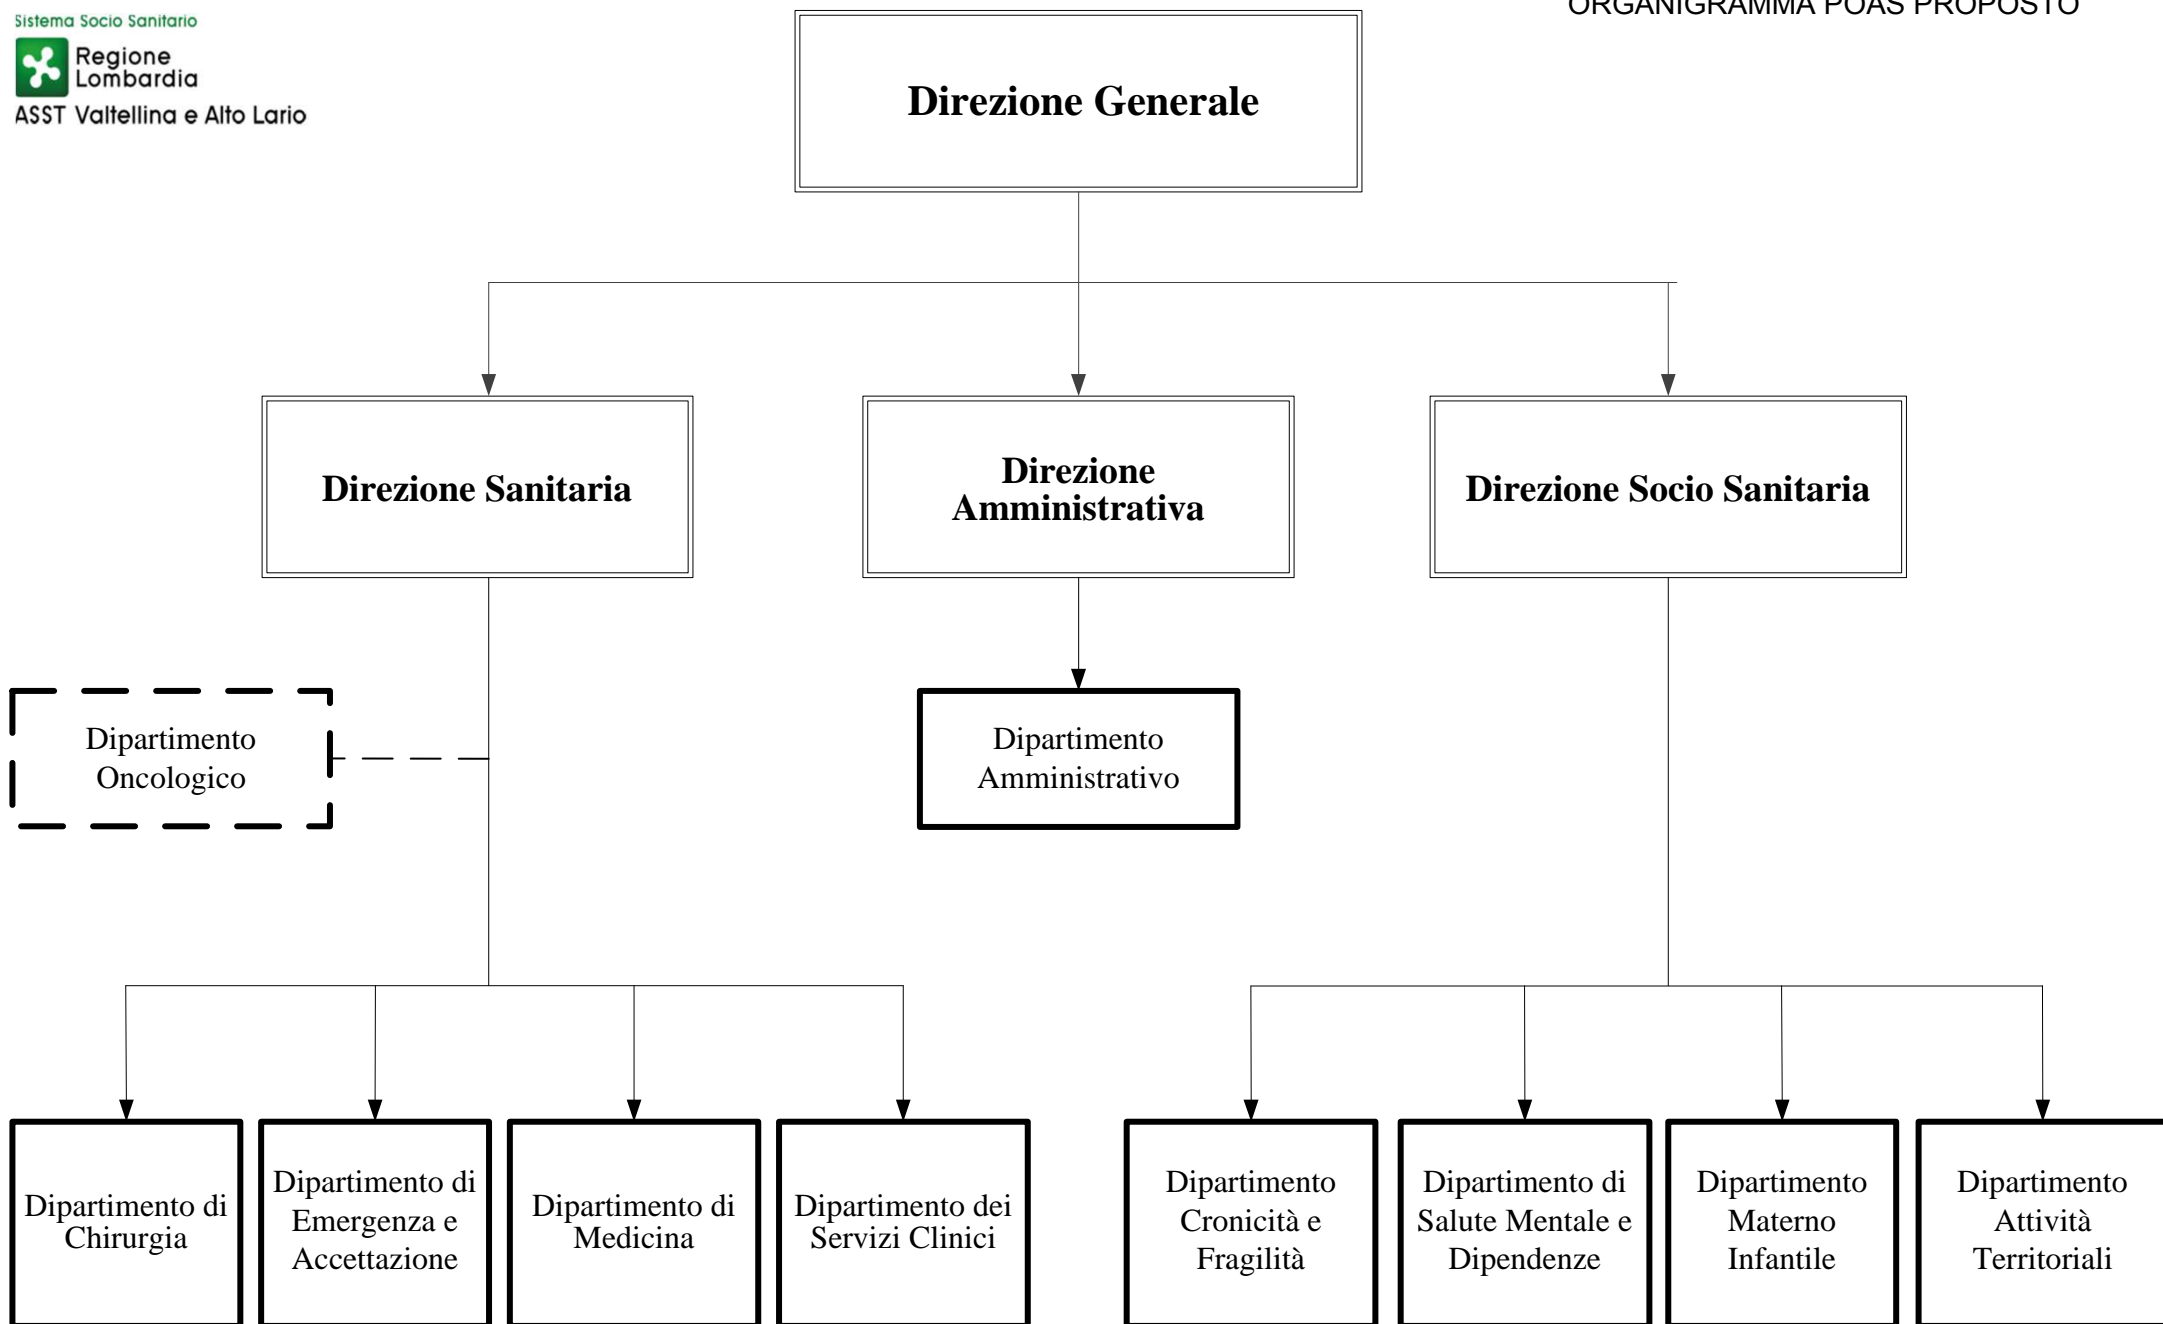 Sistema Socio Sanitario
Regione
Lombardia
ASST Valtellina e Alto Lario
ORGANIGRAMMA POAS PROPOSTO
Direzione Generale
Direzione Sanitaria
Direzione
Amministrativa
Direzione Socio Sanitaria
Dipartimento
Oncologico
Dipartimento
Amministrativo
Dipartimento di
Chirurgia
Dipartimento di
Emergenza e
Accettazione
Dipartimento di
Medicina
Dipartimento dei
Servizi Clinici
Dipartimento
Cronicità e
Fragilità
Dipartimento di
Salute Mentale e
Dipendenze
Dipartimento
Materno
Infantile
Dipartimento
Attività
Territoriali